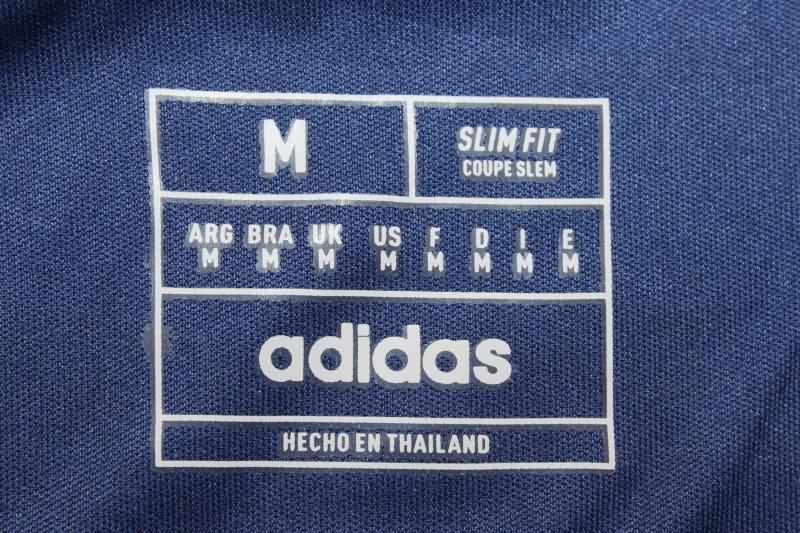 M
SLIM FIT
COUPE SLEM
ARG BRA UK US F D I E
M M M M M M M M
adidas
HECHO EN THAILAND